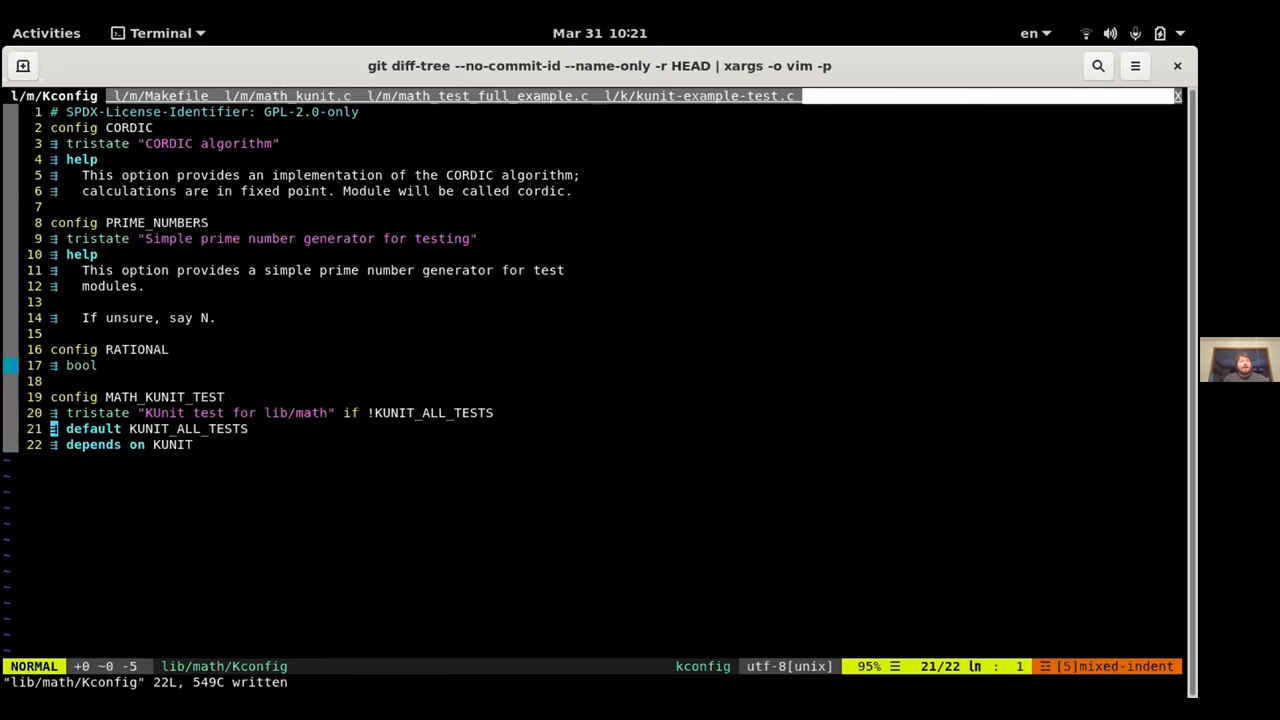 Activities Terminal Mar 31 10:21 en
git diff-tree --no-commit-id --name-only -r HEAD | xargs -o vim -p
l/m/Kconfig l/m/Makefile l/m/math_kunit.c l/m/math_test_full_example.c l/k/kunit-example-test.c X
1 # SPDX-License-Identifier: GPL-2.0-only
2 config CORDIC
3 tristate "CORDIC algorithm"
4 help
5 This option provides an implementation of the CORDIC algorithm;
6 calculations are in fixed point. Module will be called cordic.
7
8 config PRIME_NUMBERS
9 tristate "Simple prime number generator for testing"
10 help
11 This option provides a simple prime number generator for test
12 modules.
13
14 If unsure, say N.
15
16 config RATIONAL
17 bool
18
19 config MATH_KUNIT_TEST
20 tristate "KUnit test for lib/math" if !KUNIT_ALL_TESTS
21 default KUNIT_ALL_TESTS
22 depends on KUNIT
~
~
~
~
~
~
~
~
~
~
~
~
~
NORMAL +0 ~0 -5 lib/math/Kconfig kconfig utf-8[unix] 95% ☰ 21/22 ln : 1 ☲ [5]mixed-indent
"lib/math/Kconfig" 22L, 549C written